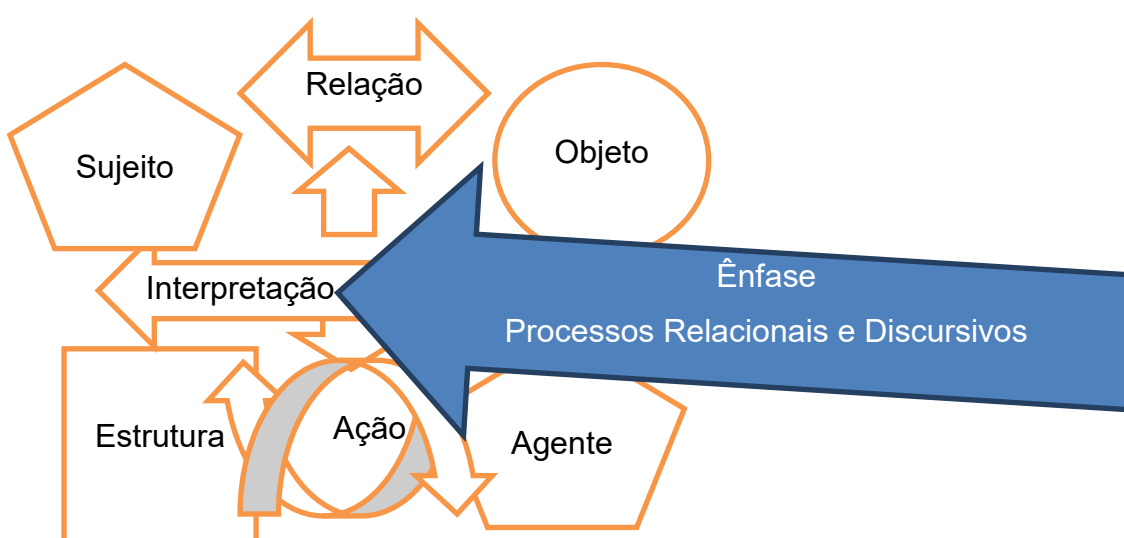 Relação
Sujeito
Objeto
Interpretação
Ênfase
Processos Relacionais e Discursivos
Estrutura
Ação
Agente